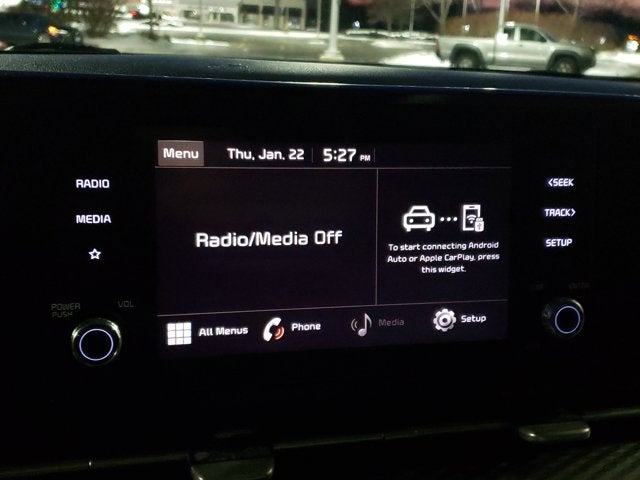 Menu Thu, Jan. 22 5:27 PM
RADIO
MEDIA
<SEEK
TRACK>
SETUP
Radio/Media Off
To start connecting Android
Auto or Apple CarPlay, press
this widget.
POWER
PUSH
VOL
All Menus Phone Media Setup